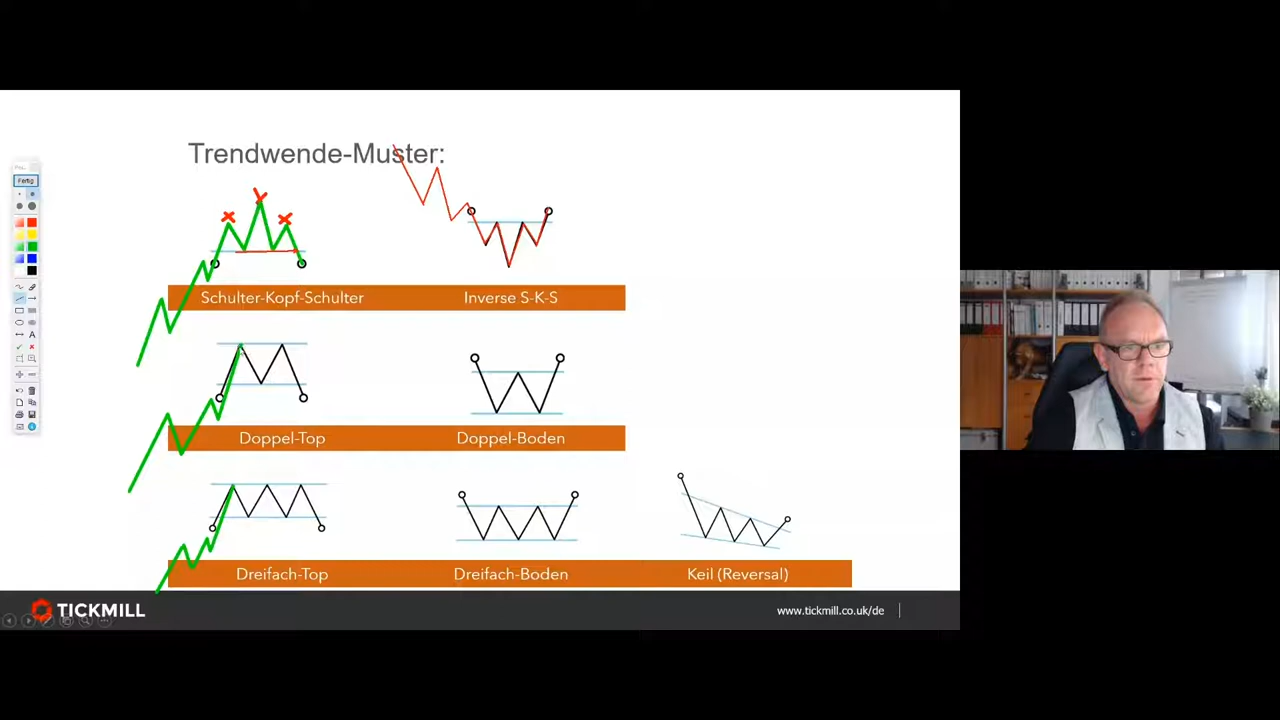 Trendwende-Muster:
Fertig
A
Schulter-Kopf-Schulter
Inverse S-K-S
Doppel-Top
Doppel-Boden
Dreifach-Top
Dreifach-Boden
Keil (Reversal)
TICKMILL
www.tickmill.co.uk/de